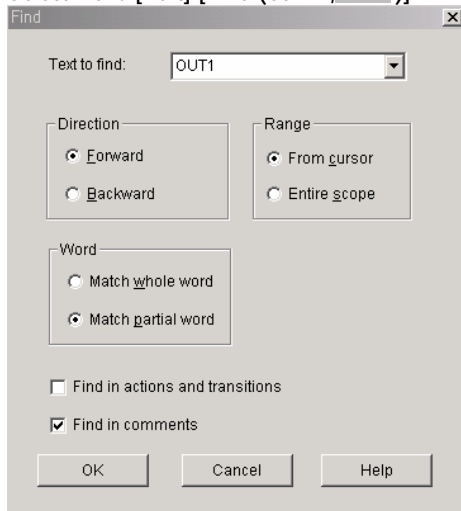 Find
Text to find: OUT1
Direction
Forward
Backward
Range
From cursor
Entire scope
Word
Match whole word
Match partial word
Find in actions and transitions
Find in comments
OK Cancel Help